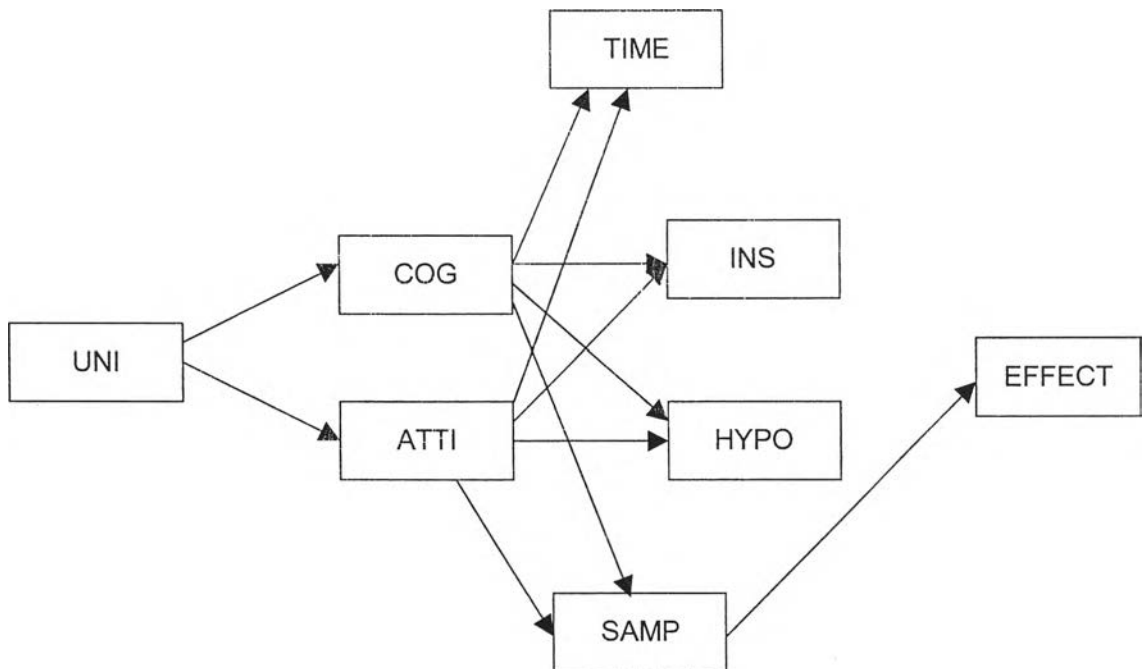 TIME
COG
INS
UNI
EFFECT
ATTI
HYPO
SAMP